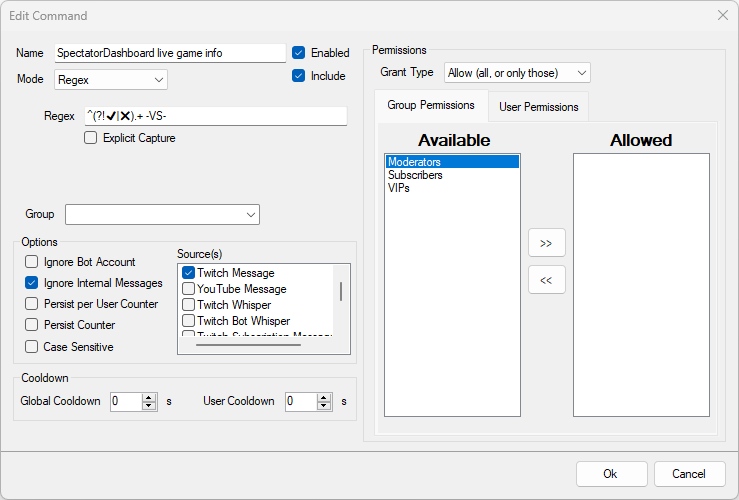 Edit Command
Name SpectatorDashboard live game info Enabled
Mode Regex Include
Regex ^(?!✔|❌).+ -VS-
Explicit Capture
Group
Options
Ignore Bot Account
Ignore Internal Messages
Persist per User Counter
Persist Counter
Case Sensitive
Source(s)
Twitch Message
YouTube Message
Twitch Whisper
Twitch Bot Whisper
Twitch Subscription Message
Cooldown
Global Cooldown 0 s User Cooldown 0 s
Permissions
Grant Type Allow (all, or only those)
Group Permissions User Permissions
Available Allowed
Moderators
Subscribers
VIPs
>>
<<
Ok Cancel